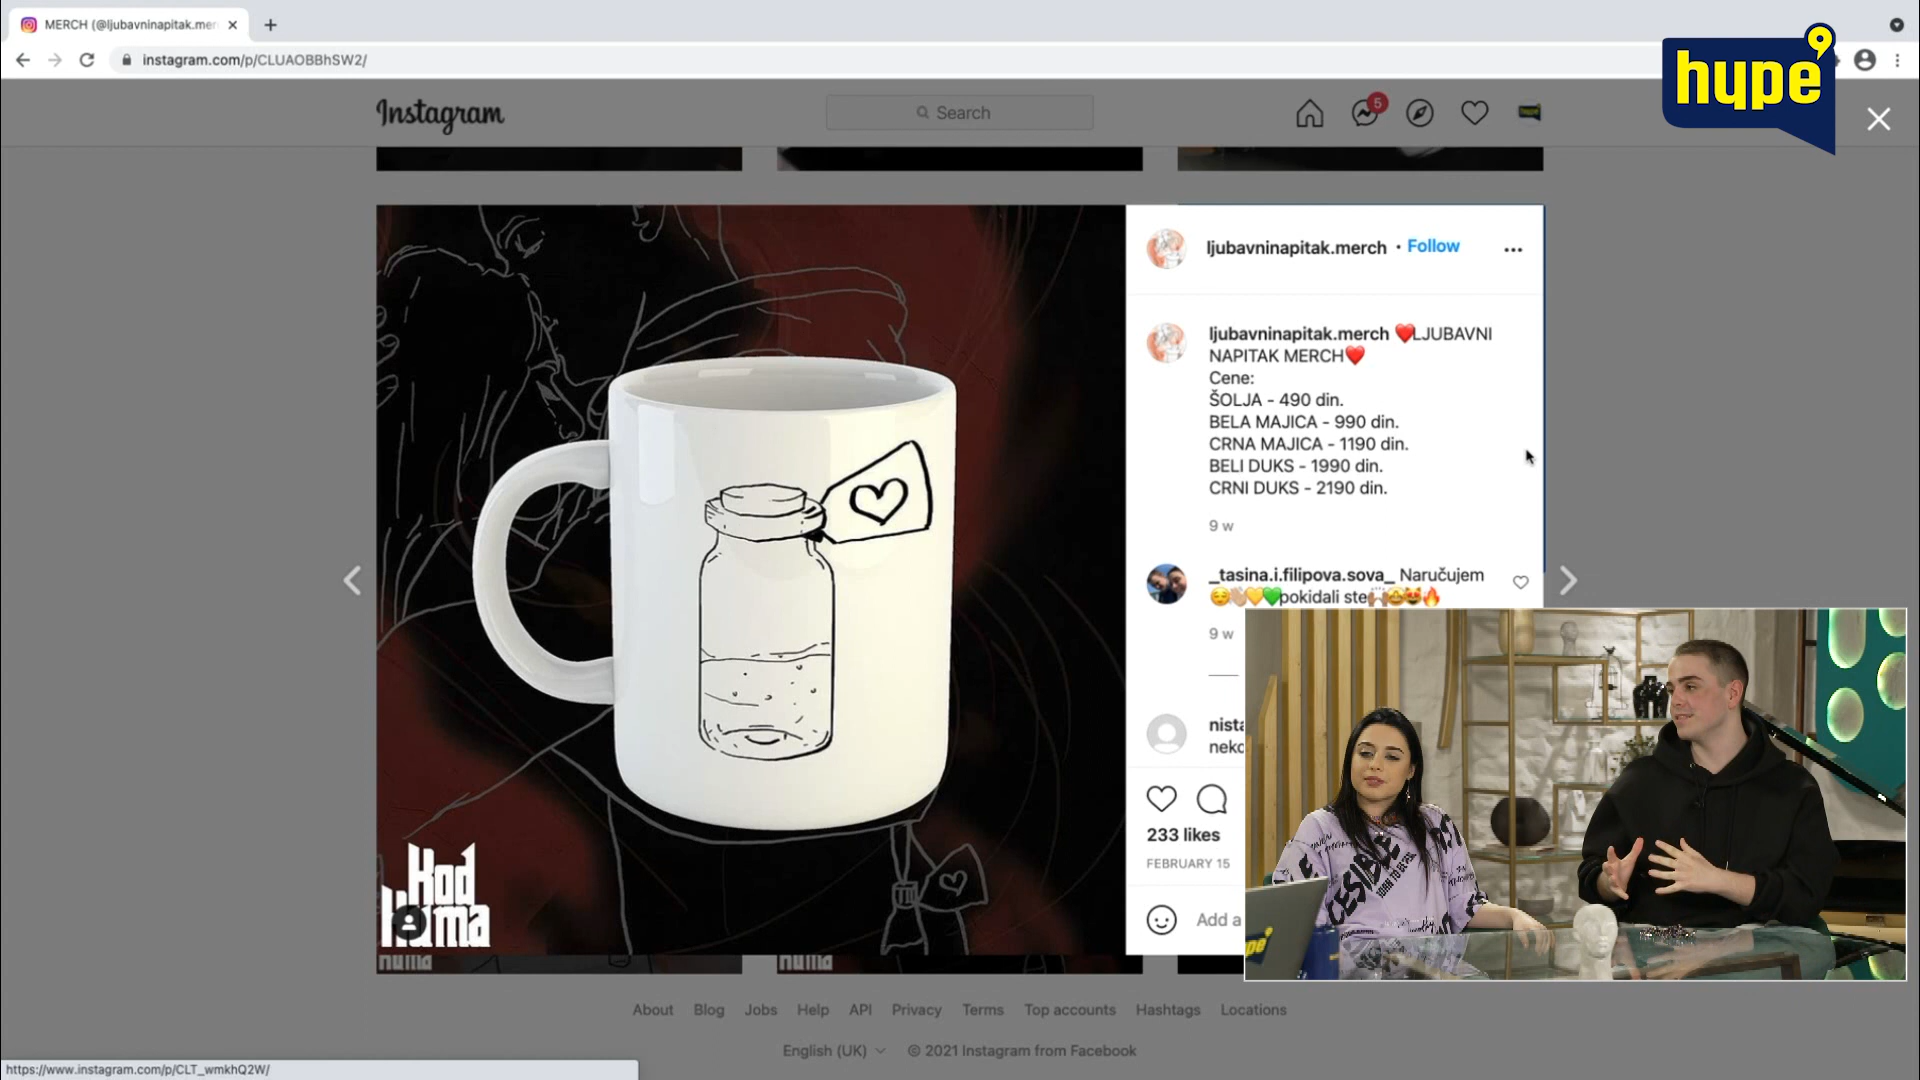 MERCH (@ljubavninapitak.mer
instagram.com/p/CLUAOBBhSW2/
hype
Instagram
Search
5
ljubavninapitak.merch • Follow
ljubavninapitak.merch ❤️LJUBAVNI
NAPITAK MERCH❤️
Cene:
ŠOLJA - 490 din.
BELA MAJICA - 990 din.
CRNA MAJICA - 1190 din.
BELI DUKS - 1990 din.
CRNI DUKS - 2190 din.
9 w
_tasina.i.filipova.sova_ Naručujem
pokidali ste
9 w
233 likes
FEBRUARY 15
Add a
Kod
Huma
About Blog Jobs Help API Privacy Terms Top accounts Hashtags Locations
English (UK) © 2021 Instagram from Facebook
https://www.instagram.com/p/CLT_wmkhQ2W/